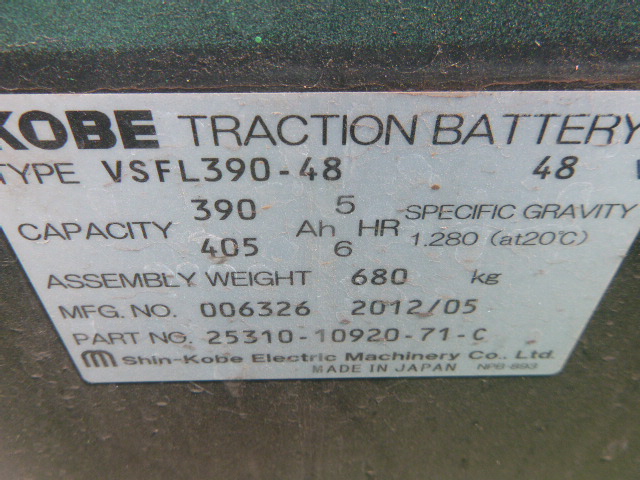 KOBE TRACTION BATTERY
TYPE VSFL390-48 48 V
CAPACITY 390 405 Ah 5 6 HR SPECIFIC GRAVITY 1.280 (at20℃)
ASSEMBLY WEIGHT 680 kg
MFG. NO. 006326 2012/05
PART NO. 25310-10920-71-C
Shin-Kobe Electric Machinery Co., Ltd.
MADE IN JAPAN NPB-893